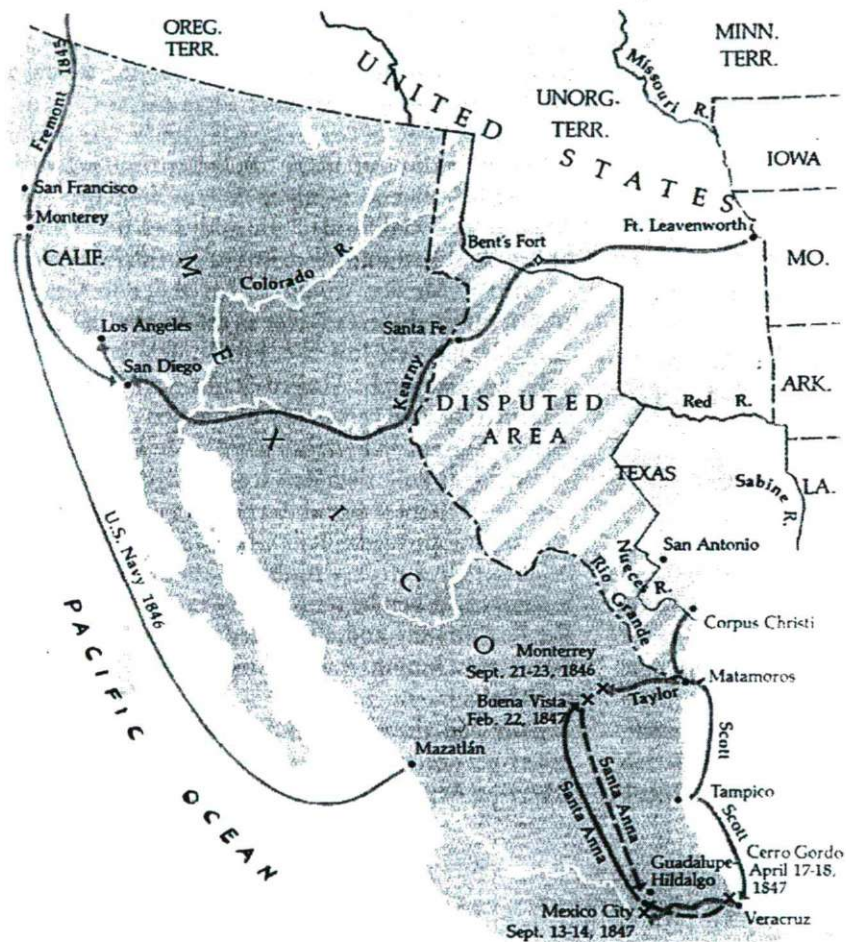 OREG.
TERR.
MINN.
TERR.
UNITED
STATES
Missouri R.
UNORG.
TERR.
Fremont 1845
IOWA
San Francisco
Monterey
Ft. Leavenworth
Bent's Fort
CALIF.
MO.
Colorado R.
MEXICO
Los Angeles
Santa Fe
San Diego
Kearny
ARK.
DISPUTED
AREA
Red R.
TEXAS
Sabine R.
LA.
U.S. Navy 1846
San Antonio
Nueces R.
Rio Grande
Corpus Christi
PACIFIC
OCEAN
Monterrey
Sept. 21-23, 1846
Matamoros
Taylor
Buena Vista
Feb. 22, 1847
Scott
Mazatlán
Santa Anna
Santa Anna
Tampico
Scott
Guadalupe-
Hildalgo
Cerro Gordo
April 17-18,
1847
Mexico City
Sept. 13-14, 1847
Veracruz